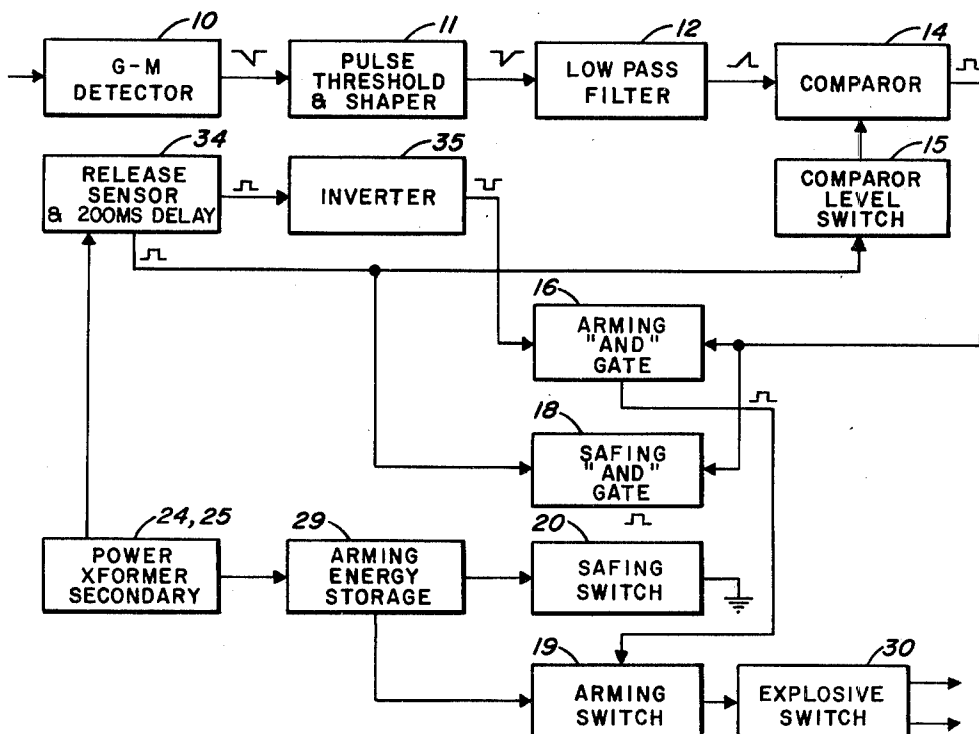 10
G-M
DETECTOR
11
PULSE
THRESHOLD
& SHAPER
12
LOW PASS
FILTER
14
COMPAROR
34
RELEASE
SENSOR
& 200MS DELAY
35
INVERTER
15
COMPAROR
LEVEL
SWITCH
16
ARMING
"AND"
GATE
18
SAFING
"AND"
GATE
24, 25
POWER
XFORMER
SECONDARY
29
ARMING
ENERGY
STORAGE
20
SAFING
SWITCH
19
ARMING
SWITCH
30
EXPLOSIVE
SWITCH